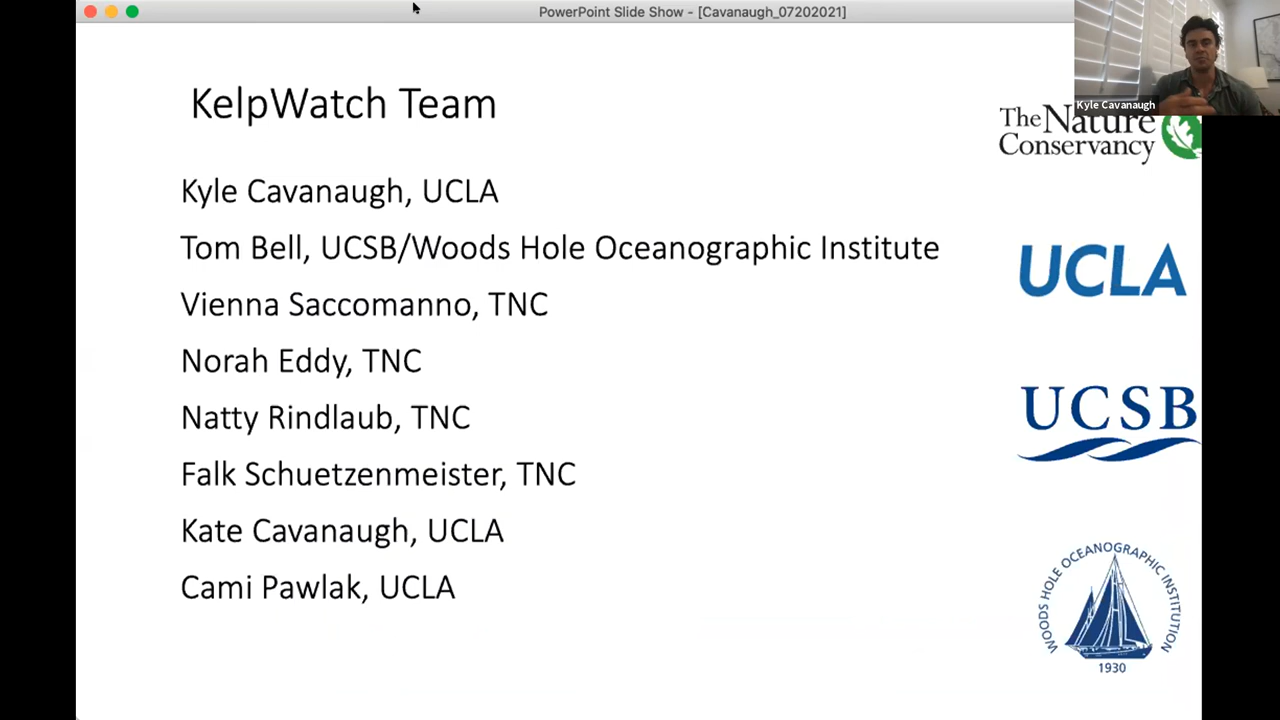 PowerPoint Slide Show - [Cavanaugh_07202021]
Kyle Cavanaugh
KelpWatch Team
The Nature
Conservancy
Kyle Cavanaugh, UCLA
Tom Bell, UCSB/Woods Hole Oceanographic Institute
Vienna Saccomanno, TNC
Norah Eddy, TNC
Natty Rindlaub, TNC
Falk Schuetzenmeister, TNC
Kate Cavanaugh, UCLA
Cami Pawlak, UCLA
UCLA
UCSB
WOODS HOLE OCEANOGRAPHIC INSTITUTION
1930